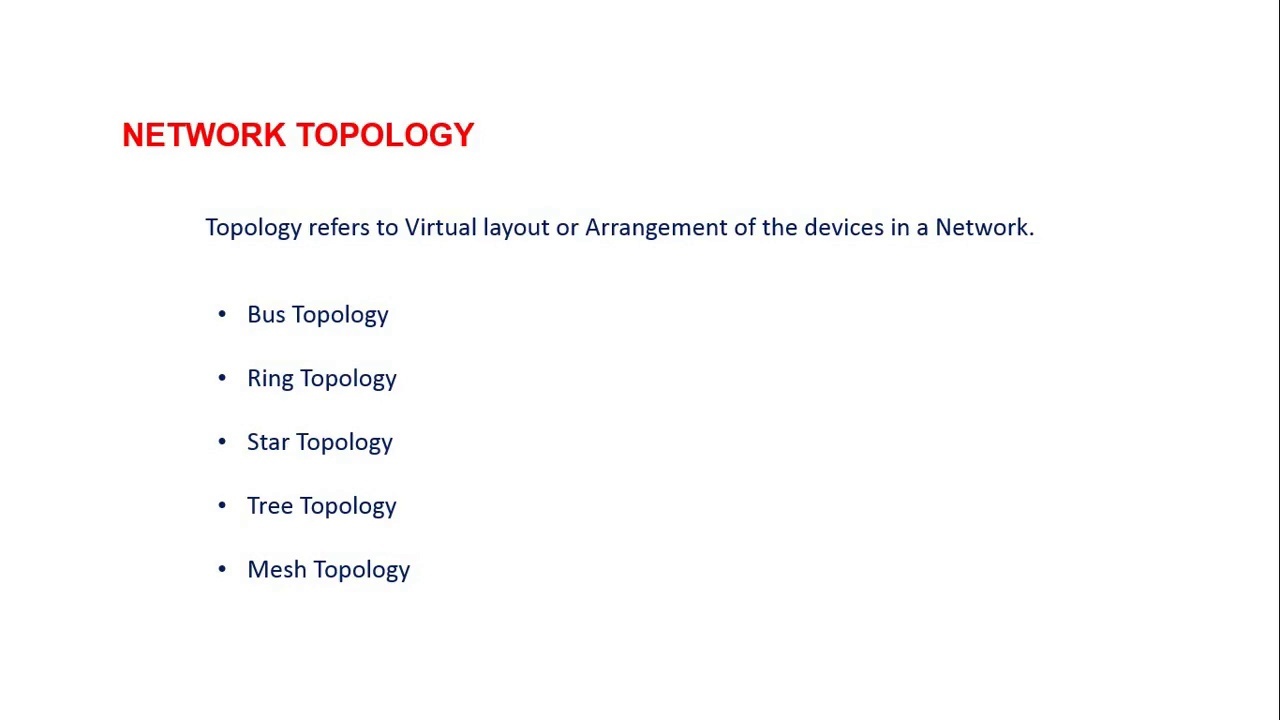 NETWORK TOPOLOGY
Topology refers to Virtual layout or Arrangement of the devices in a Network.
• Bus Topology
• Ring Topology
• Star Topology
• Tree Topology
• Mesh Topology